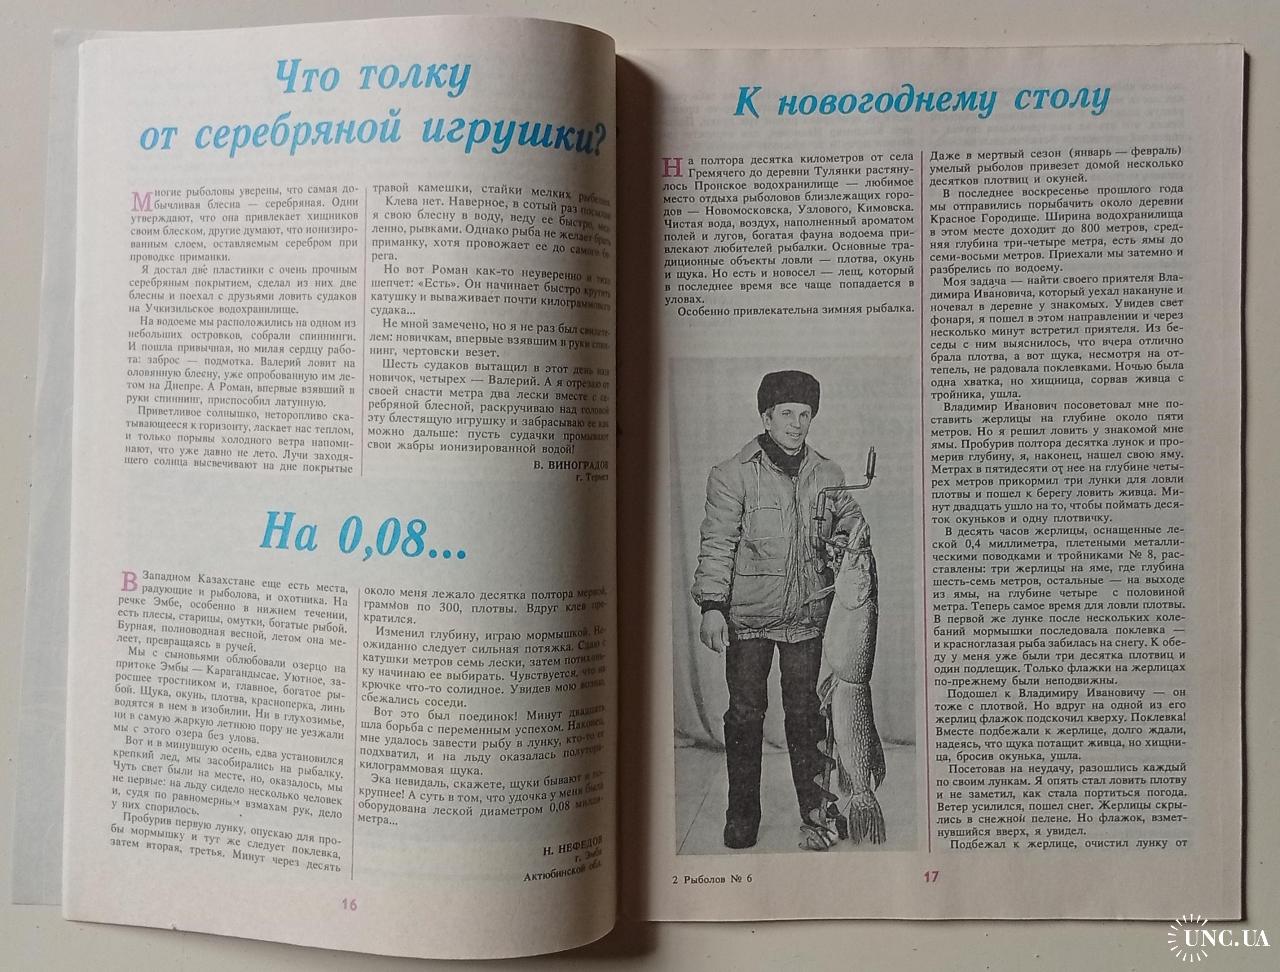 Что толку
от серебряной игрушки?
Многие рыболовы уверены, что самая до-
бычливая блесна — серебряная. Одни
утверждают, что она привлекает хищников
своим блеском, другие думают, что ионизиро-
ванным слоем, оставляемым серебром при
проводке приманки.
Я достал две пластинки с очень прочным
серебряным покрытием, сделал из них две
блесны и поехал с друзьями ловить судаков
на Учкизильское водохранилище.
На водоеме мы расположились на одном из
небольших островков, собрали спиннинги.
И пошла привычная, но милая сердцу рабо-
та: заброс — подмотка. Валерий ловит на
оловянную блесну, уже опробованную им ле-
том на Днепре. А Роман, впервые взявший в
руки спиннинг, приспособил латунную.
Приветливое солнышко, неторопливо ска-
тывающееся к горизонту, ласкает нас теплом,
и только порывы холодного ветра напоми-
нают, что уже давно не лето. Лучи заходя-
щего солнца высвечивают на дне покрытые
травой камешки, стайки мелких рыбешек.
Клева нет. Наверное, в сотый раз посылаю
я свою блесну в воду, веду ее быстро, мед-
ленно, рывками. Однако рыба не желает брать
приманку, хотя провожает ее до самого бе-
рега.
Но вот Роман как-то неуверенно и тихо
шепчет: «Есть». Он начинает быстро крутить
катушку и вываживает почти килограммового
судака...
Не мной замечено, но я не раз был свидете-
лем: новичкам, впервые взявшим в руки спин-
нинг, чертовски везет.
Шесть судаков вытащил в этот день наш
новичок, четырех — Валерий. А я отрезаю от
своей снасти метра два лески вместе с се-
ребряной блесной, раскручиваю над головой
эту блестящую игрушку и забрасываю ее как
можно дальше: пусть судачки промывают
свои жабры ионизированной водой!
В. ВИНОГРАДОВ
г. Термез
На 0,08...
В Западном Казахстане еще есть места,
радующие и рыболова, и охотника. На
речке Эмбе, особенно в нижнем течении,
есть плесы, старицы, омутки, богатые рыбой.
Бурная, полноводная весной, летом она ме-
леет, превращаясь в ручей.
Мы с сыновьями облюбовали озерцо на
притоке Эмбы — Карагандысае. Уютное, за-
росшее тростником и, главное, богатое ры-
бой. Щука, окунь, плотва, красноперка, линь
водятся в нем в изобилии. Ни в глухозимье,
ни в самую жаркую летнюю пору не уезжали
мы с этого озера без улова.
Вот и в минувшую осень, едва установился
крепкий лед, мы засобирались на рыбалку.
Чуть свет были на месте, но, оказалось, мы
не первые: на льду сидело несколько человек
и, судя по равномерным взмахам рук, дело
у них спорилось.
Пробурив первую лунку, опускаю для про-
бы мормышку и тут же следует поклевка,
затем вторая, третья. Минут через десять
около меня лежало десятка полтора мерной,
граммов по 300, плотвы. Вдруг клев пре-
кратился.
Изменил глубину, играю мормышкой. Не-
ожиданно следует сильная потяжка. Сдаю с
катушки метров семь лески, затем потихонь-
ку начинаю ее выбирать. Чувствуется, что на
крючке что-то солидное. Увидев мою возню,
сбежались соседи.
Вот это был поединок! Минут двадцать
шла борьба с переменным успехом. Наконец,
мне удалось завести рыбу в лунку, кто-то ее
подхватил, и на льду оказалась полутора-
килограммовая щука.
Эка невидаль, скажете, щуки бывают и по-
крупнее! А суть в том, что удочка у меня была
оборудована леской диаметром 0,08 милли-
метра...
Н. НЕФЕДОВ
г. Эмба
Актюбинской обл.
16
К новогоднему столу
На полтора десятка километров от села
Гремячего до деревни Тулянки растяну-
лось Пронское водохранилище — любимое
место отдыха рыболовов близлежащих горо-
дов — Новомосковска, Узлового, Кимовска.
Чистая вода, воздух, наполненный ароматом
полей и лугов, богатая фауна водоема при-
влекают любителей рыбалки. Основные тра-
диционные объекты ловли — плотва, окунь
и щука. Но есть и новосел — лещ, который
в последнее время все чаще попадается в
уловах.
Особенно привлекательна зимняя рыбалка.
Даже в мертвый сезон (январь — февраль)
умелый рыболов привезет домой несколько
десятков плотвиц и окуней.
В последнее воскресенье прошлого года
мы отправились порыбачить около деревни
Красное Городище. Ширина водохранилища
в этом месте доходит до 800 метров, сред-
няя глубина три-четыре метра, есть ямы до
семи-восьми метров. Приехали мы затемно и
разбрелись по водоему.
Моя задача — найти своего приятеля Вла-
димира Ивановича, который уехал накануне и
ночевал в деревне у знакомых. Увидев свет
фонаря, я пошел в этом направлении и через
несколько минут встретил приятеля. Из бе-
седы с ним выяснилось, что вчера отлично
брала плотва, а вот щука, несмотря на от-
тепель, не радовала поклевками. Ночью была
одна хватка, но хищница, сорвав живца с
тройника, ушла.
Владимир Иванович посоветовал мне по-
ставить жерлицы на глубине около пяти
метров. Но я решил ловить у знакомой мне
ямы. Пробурив полтора десятка лунок и про-
мерив глубину, я, наконец, нашел свою яму.
Метрах в пятидесяти от нее на глубине четы-
рех метров прикормил три лунки для ловли
плотвы и пошел к берегу ловить живца. Ми-
нут двадцать ушло на то, чтобы поймать деся-
ток окуньков и одну плотвичку.
В десять часов жерлицы, оснащенные ле-
ской 0,4 миллиметра, плетеными металли-
ческими поводками и тройниками № 8, рас-
ставлены: три жерлицы на яме, где глубина
шесть-семь метров, остальные — на выходе
из ямы, на глубине четыре с половиной
метра. Теперь самое время для ловли плотвы.
В первой же лунке после нескольких коле-
баний мормышки последовала поклевка —
и красноглазая рыба забилась на снегу. К обе-
ду у меня уже были три десятка плотвиц и
один подлещик. Только флажки на жерлицах
по-прежнему были неподвижны.
Подошел к Владимиру Ивановичу — он
тоже с плотвой. Но вдруг на одной из его
жерлиц флажок подскочил кверху. Поклевка!
Вместе подбежали к жерлице, долго ждали,
надеясь, что щука потащит живца, но хищни-
ца, бросив окунька, ушла.
Посетовав на неудачу, разошлись каждый
по своим лункам. Я опять стал ловить плотву
и не заметил, как стала портиться погода.
Ветер усилился, пошел снег. Жерлицы скры-
лись в снежной пелене. Но флажок, взмет-
нувшийся вверх, я увидел.
Подбежал к жерлице, очистил лунку от
2 Рыболов № 6
17
UNC.UA